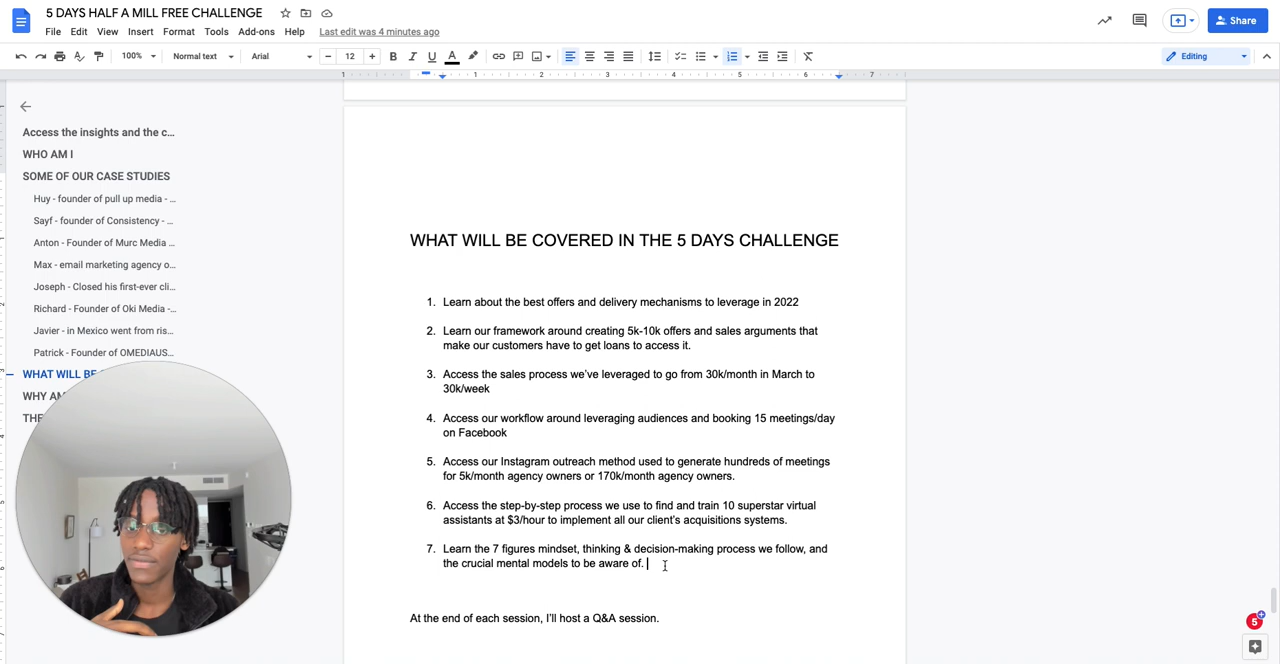 5 DAYS HALF A MILL FREE CHALLENGE
File Edit View Insert Format Tools Add-ons Help Last edit was 4 minutes ago
Share
100% Normal text Arial 12 B I U A
Editing
1 1 2 3 4 5 6 7
Access the insights and the c...
WHO AM I
SOME OF OUR CASE STUDIES
Huy - founder of pull up media - ...
Sayf - founder of Consistency - ...
Anton - Founder of Murc Media ...
Max - email marketing agency o...
Joseph - Closed his first-ever cli...
Richard - Founder of Oki Media -...
Javier - in Mexico went from ris...
Patrick - Founder of OMEDIAUS...
WHAT WILL BE
WHY AM
THE
WHAT WILL BE COVERED IN THE 5 DAYS CHALLENGE
1. Learn about the best offers and delivery mechanisms to leverage in 2022
2. Learn our framework around creating 5k-10k offers and sales arguments that
make our customers have to get loans to access it.
3. Access the sales process we've leveraged to go from 30k/month in March to
30k/week
4. Access our workflow around leveraging audiences and booking 15 meetings/day
on Facebook
5. Access our Instagram outreach method used to generate hundreds of meetings
for 5k/month agency owners or 170k/month agency owners.
6. Access the step-by-step process we use to find and train 10 superstar virtual
assistants at $3/hour to implement all our client's acquisitions systems.
7. Learn the 7 figures mindset, thinking & decision-making process we follow, and
the crucial mental models to be aware of.
At the end of each session, I'll host a Q&A session.
5